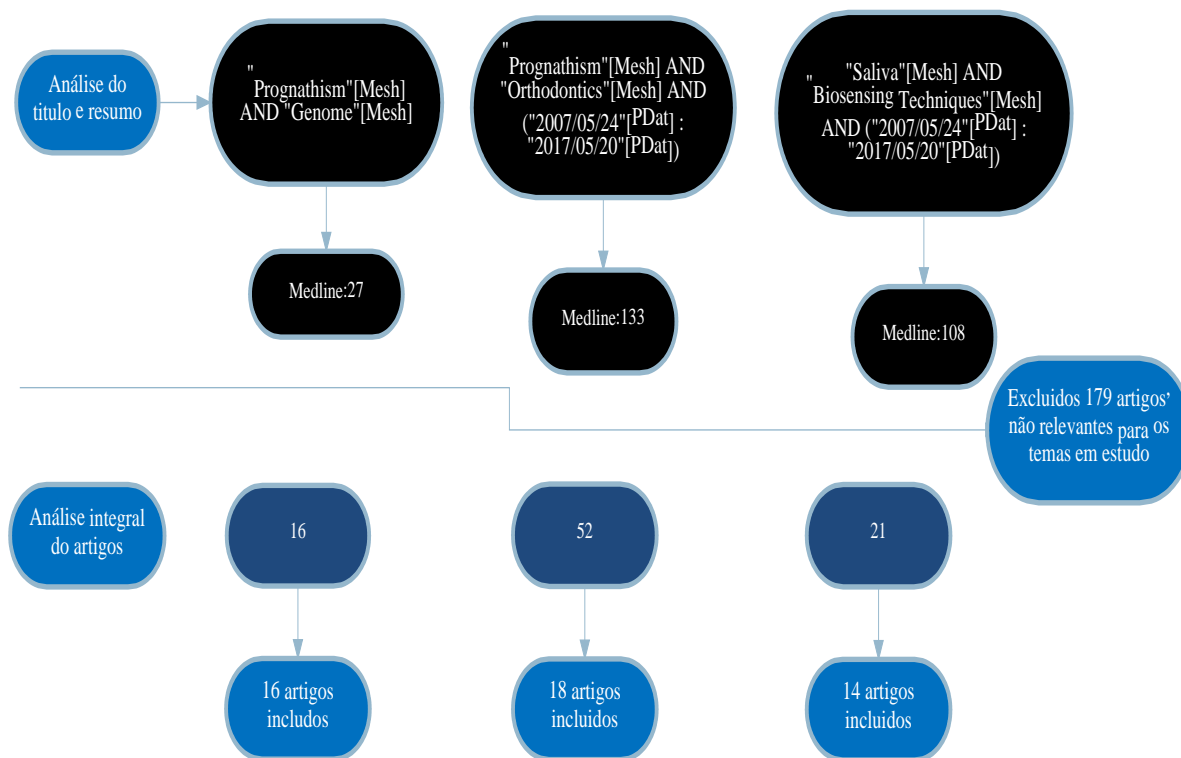 Análise do
titulo e resumo
"
Prognathism"[Mesh]
AND "Genome"[Mesh]
"
Prognathism"[Mesh] AND
"Orthodontics"[Mesh] AND
("2007/05/24"[PDat] :
"2017/05/20"[PDat])
"Saliva"[Mesh] AND
"Biosensing Techniques"[Mesh]
AND ("2007/05/24"[PDat] :
"2017/05/20"[PDat])
Medline:27
Medline:133
Medline:108
Excluidos 179 artigos,
não relevantes para os
temas em estudo
Análise integral
do artigos
16
52
21
16 artigos
includos
18 artigos
incluidos
14 artigos
incluidos